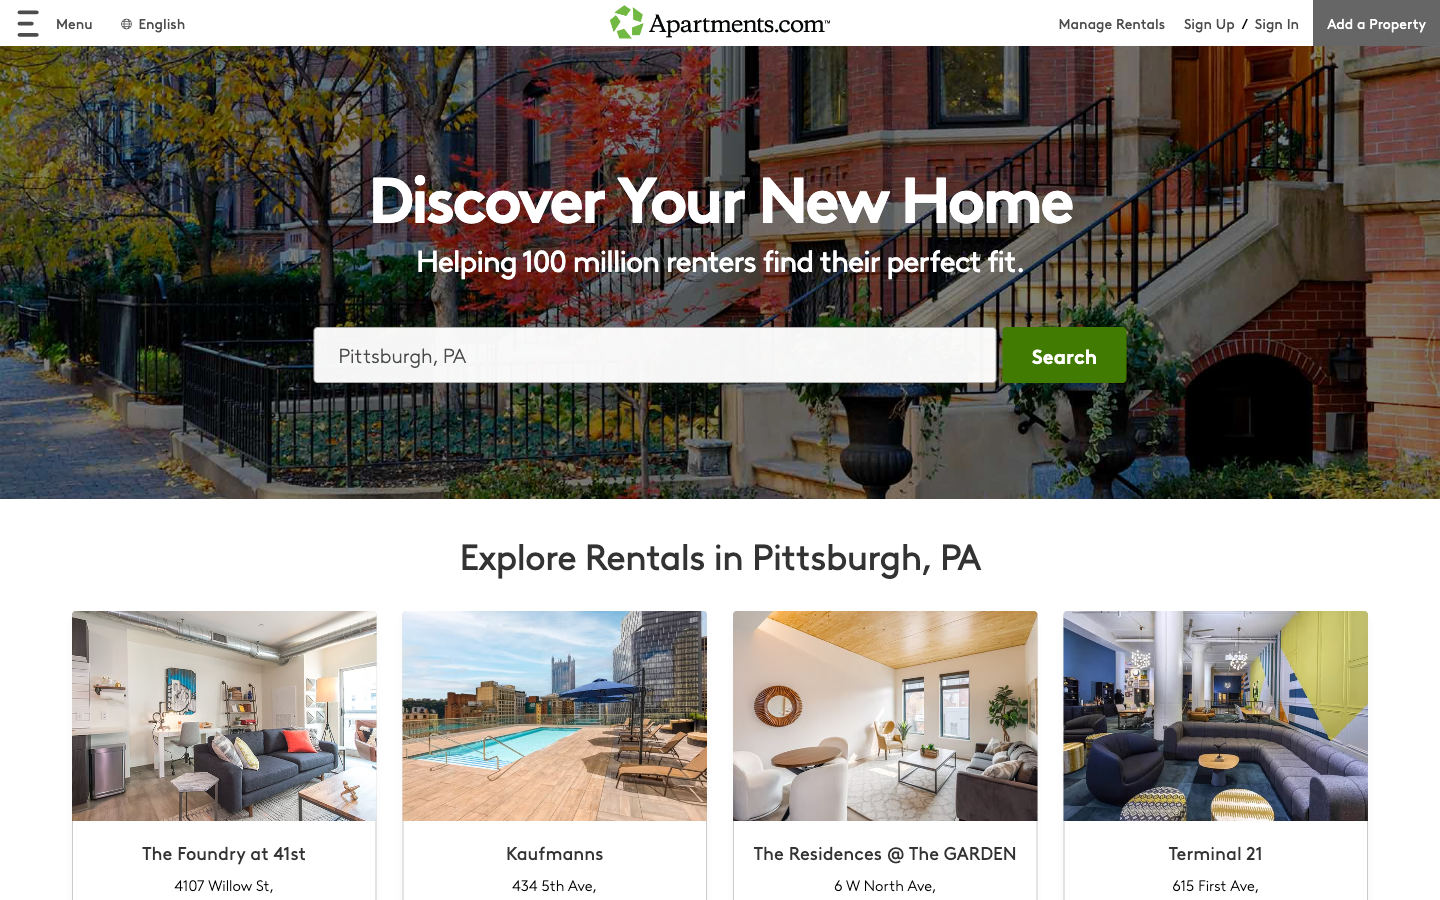 Menu
English
Apartments.com™
Manage Rentals
Sign Up / Sign In
Add a Property
Discover Your New Home
Helping 100 million renters find their perfect fit.
Pittsburgh, PA
Search
Explore Rentals in Pittsburgh, PA
The Foundry at 41st
4107 Willow St,
Kaufmanns
434 5th Ave,
The Residences @ The GARDEN
6 W North Ave,
Terminal 21
615 First Ave,